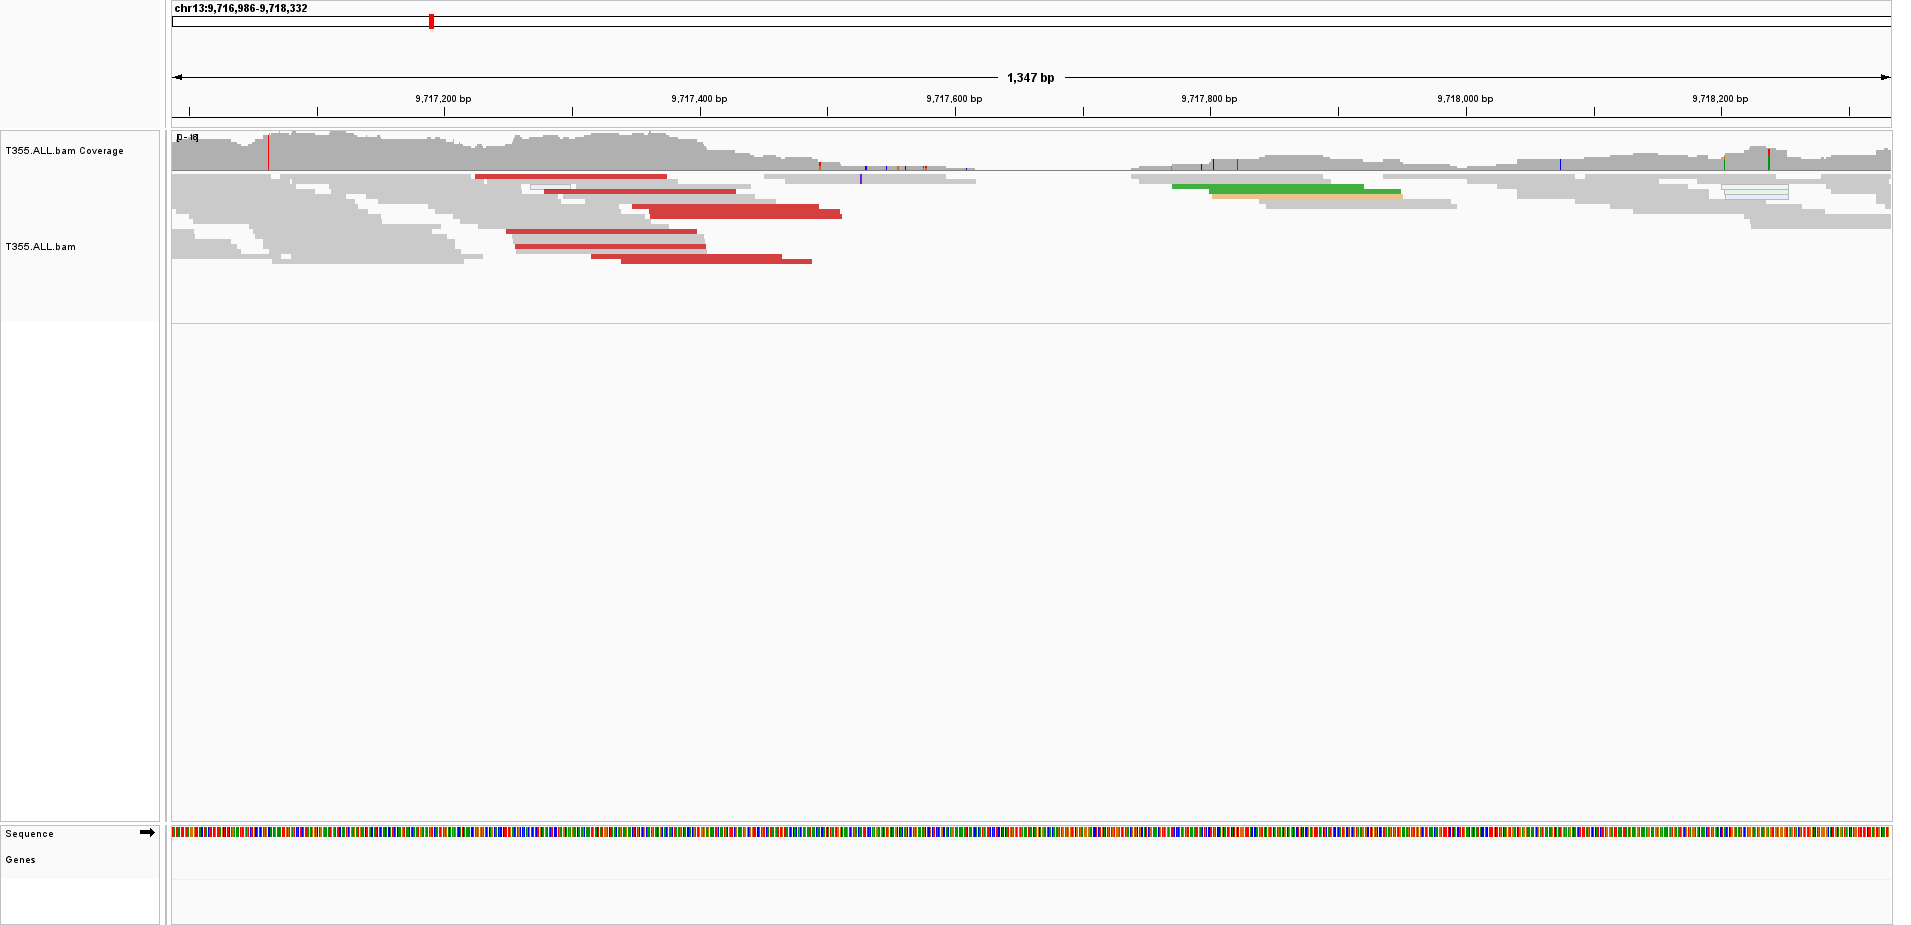 chr13:9,716,986-9,718,332
1,347 bp
9,717,200 bp 9,717,400 bp 9,717,600 bp 9,717,800 bp 9,718,000 bp 9,718,200 bp
[0 - 18]
T355.ALL.bam Coverage
T355.ALL.bam
Sequence
Genes